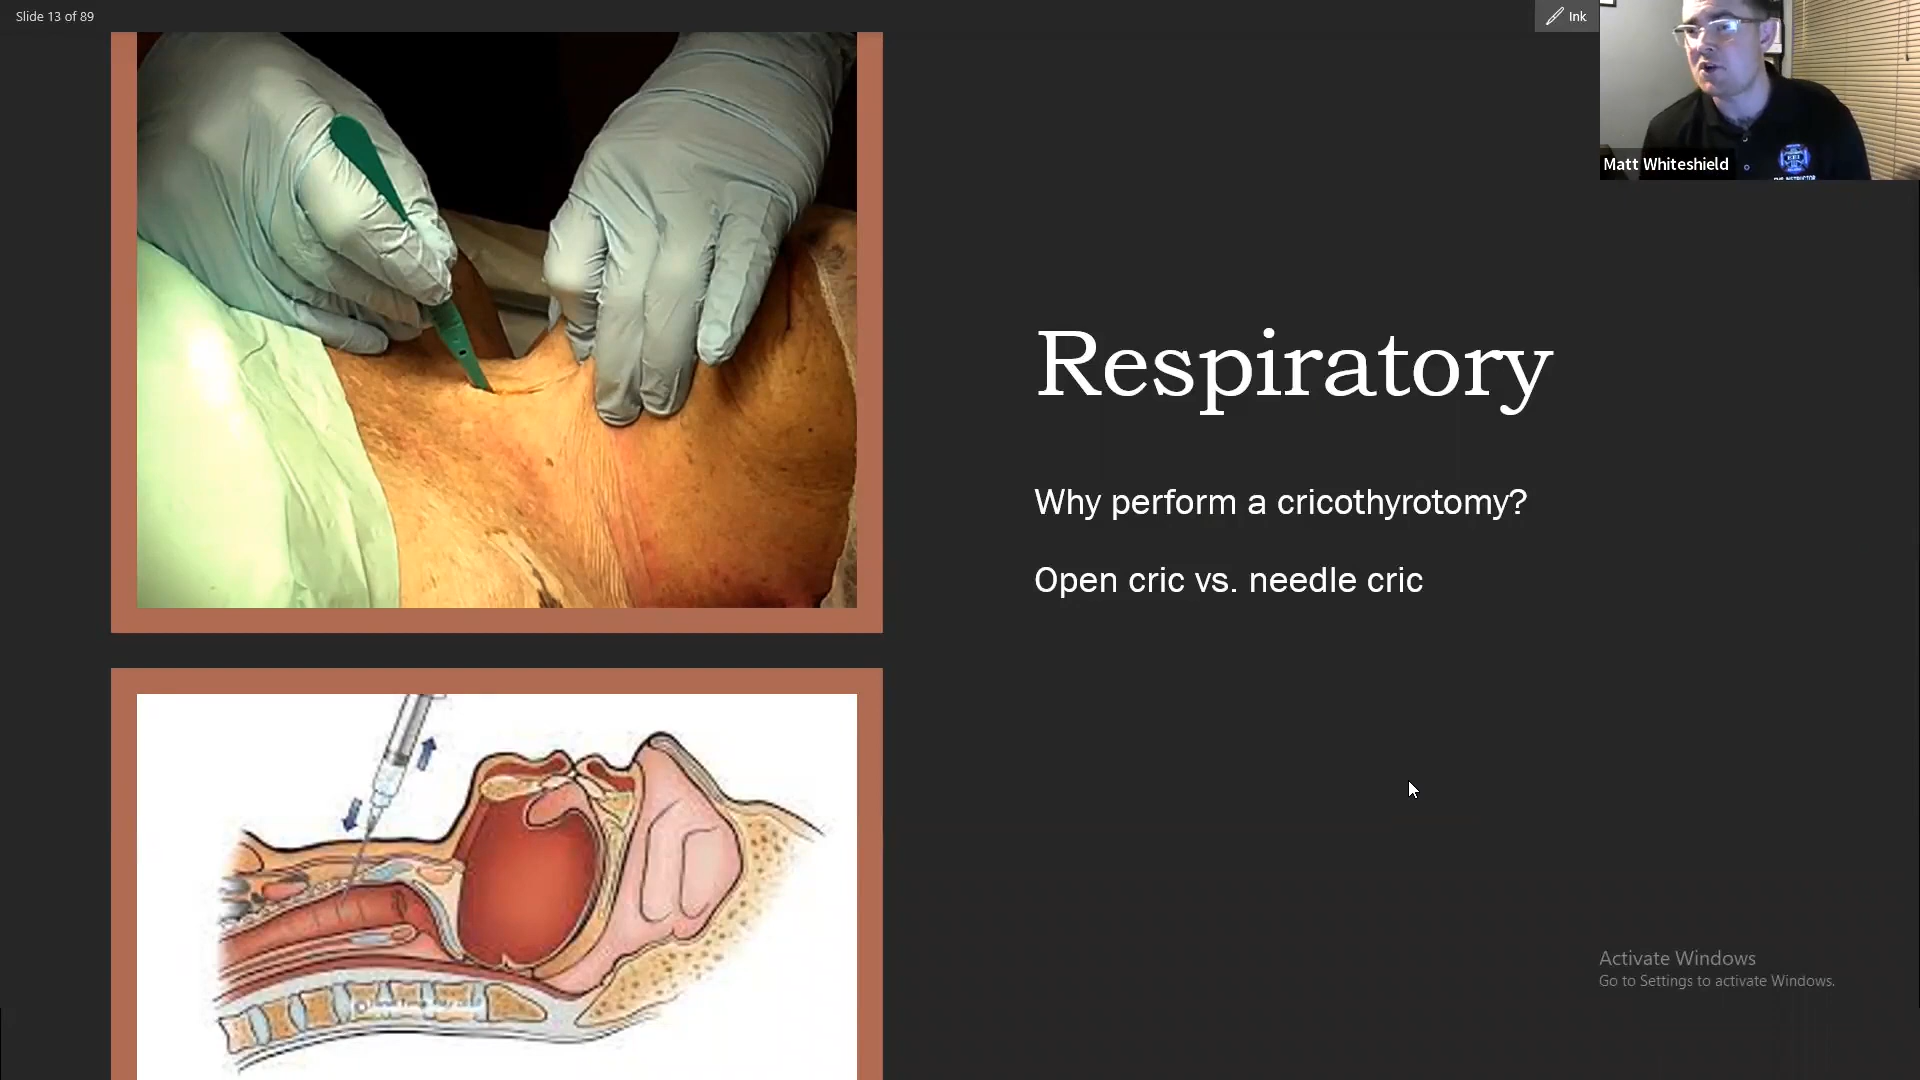 Slide 13 of 89
Ink
Matt Whiteshield
Respiratory
Why perform a cricothyrotomy?
Open cric vs. needle cric
Activate Windows
Go to Settings to activate Windows.